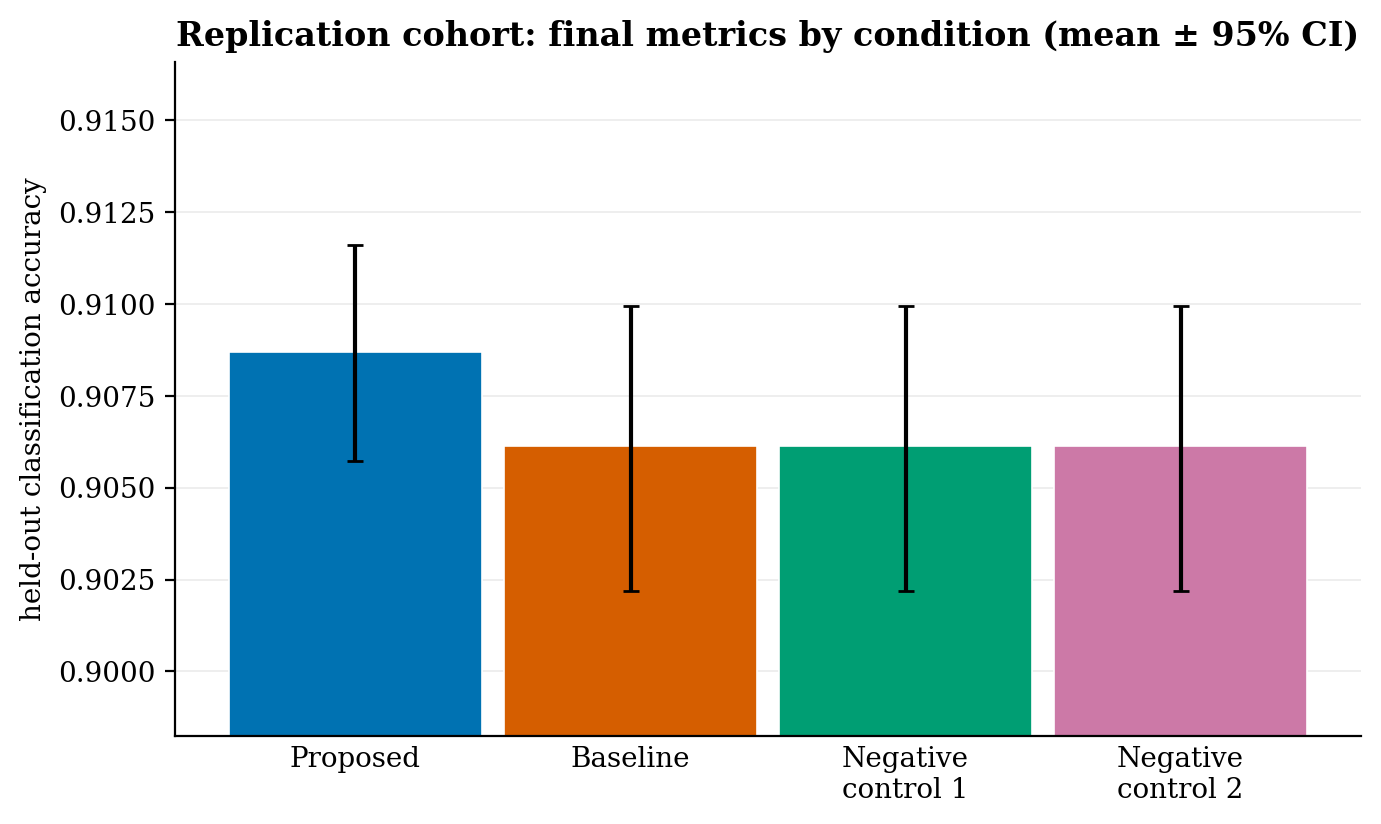 Replication cohort: final metrics by condition (mean ± 95% CI)
held-out classification accuracy
0.9150
0.9125
0.9100
0.9075
0.9050
0.9025
0.9000
Proposed
Baseline
Negative
control 1
Negative
control 2